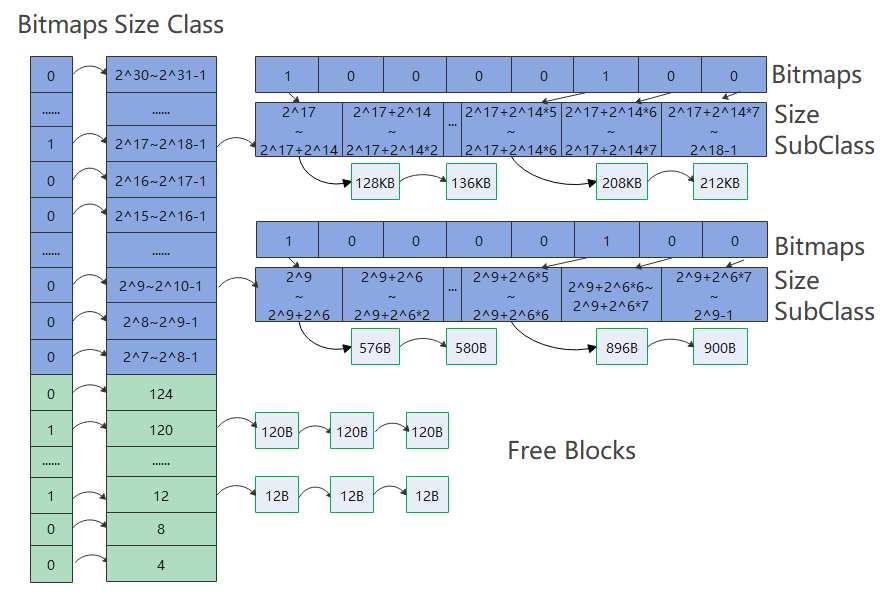 Bitmaps Size Class
0 2^30~2^31-1
...... ......
1 2^17~2^18-1
0 2^16~2^17-1
0 2^15~2^16-1
...... ......
0 2^9~2^10-1
0 2^8~2^9-1
0 2^7~2^8-1
0 124
1 120
...... ......
1 12
0 8
0 4
1 0 0 0 0 1 0 0
Bitmaps
2^17 2^17+2^14 ... 2^17+2^14*5 2^17+2^14*6 2^17+2^14*7
~ ~ ~ ~ ~
2^17+2^14 2^17+2^14*2 2^17+2^14*6 2^17+2^14*7 2^18-1
Size
SubClass
128KB 136KB 208KB 212KB
1 0 0 0 0 1 0 0
Bitmaps
2^9 2^9+2^6 ... 2^9+2^6*5 2^9+2^6*6~ 2^9+2^6*7
~ ~ ~ ~
2^9+2^6 2^9+2^6*2 2^9+2^6*6 2^9+2^6*7 2^9-1
Size
SubClass
576B 580B 896B 900B
120B 120B 120B
Free Blocks
12B 12B 12B